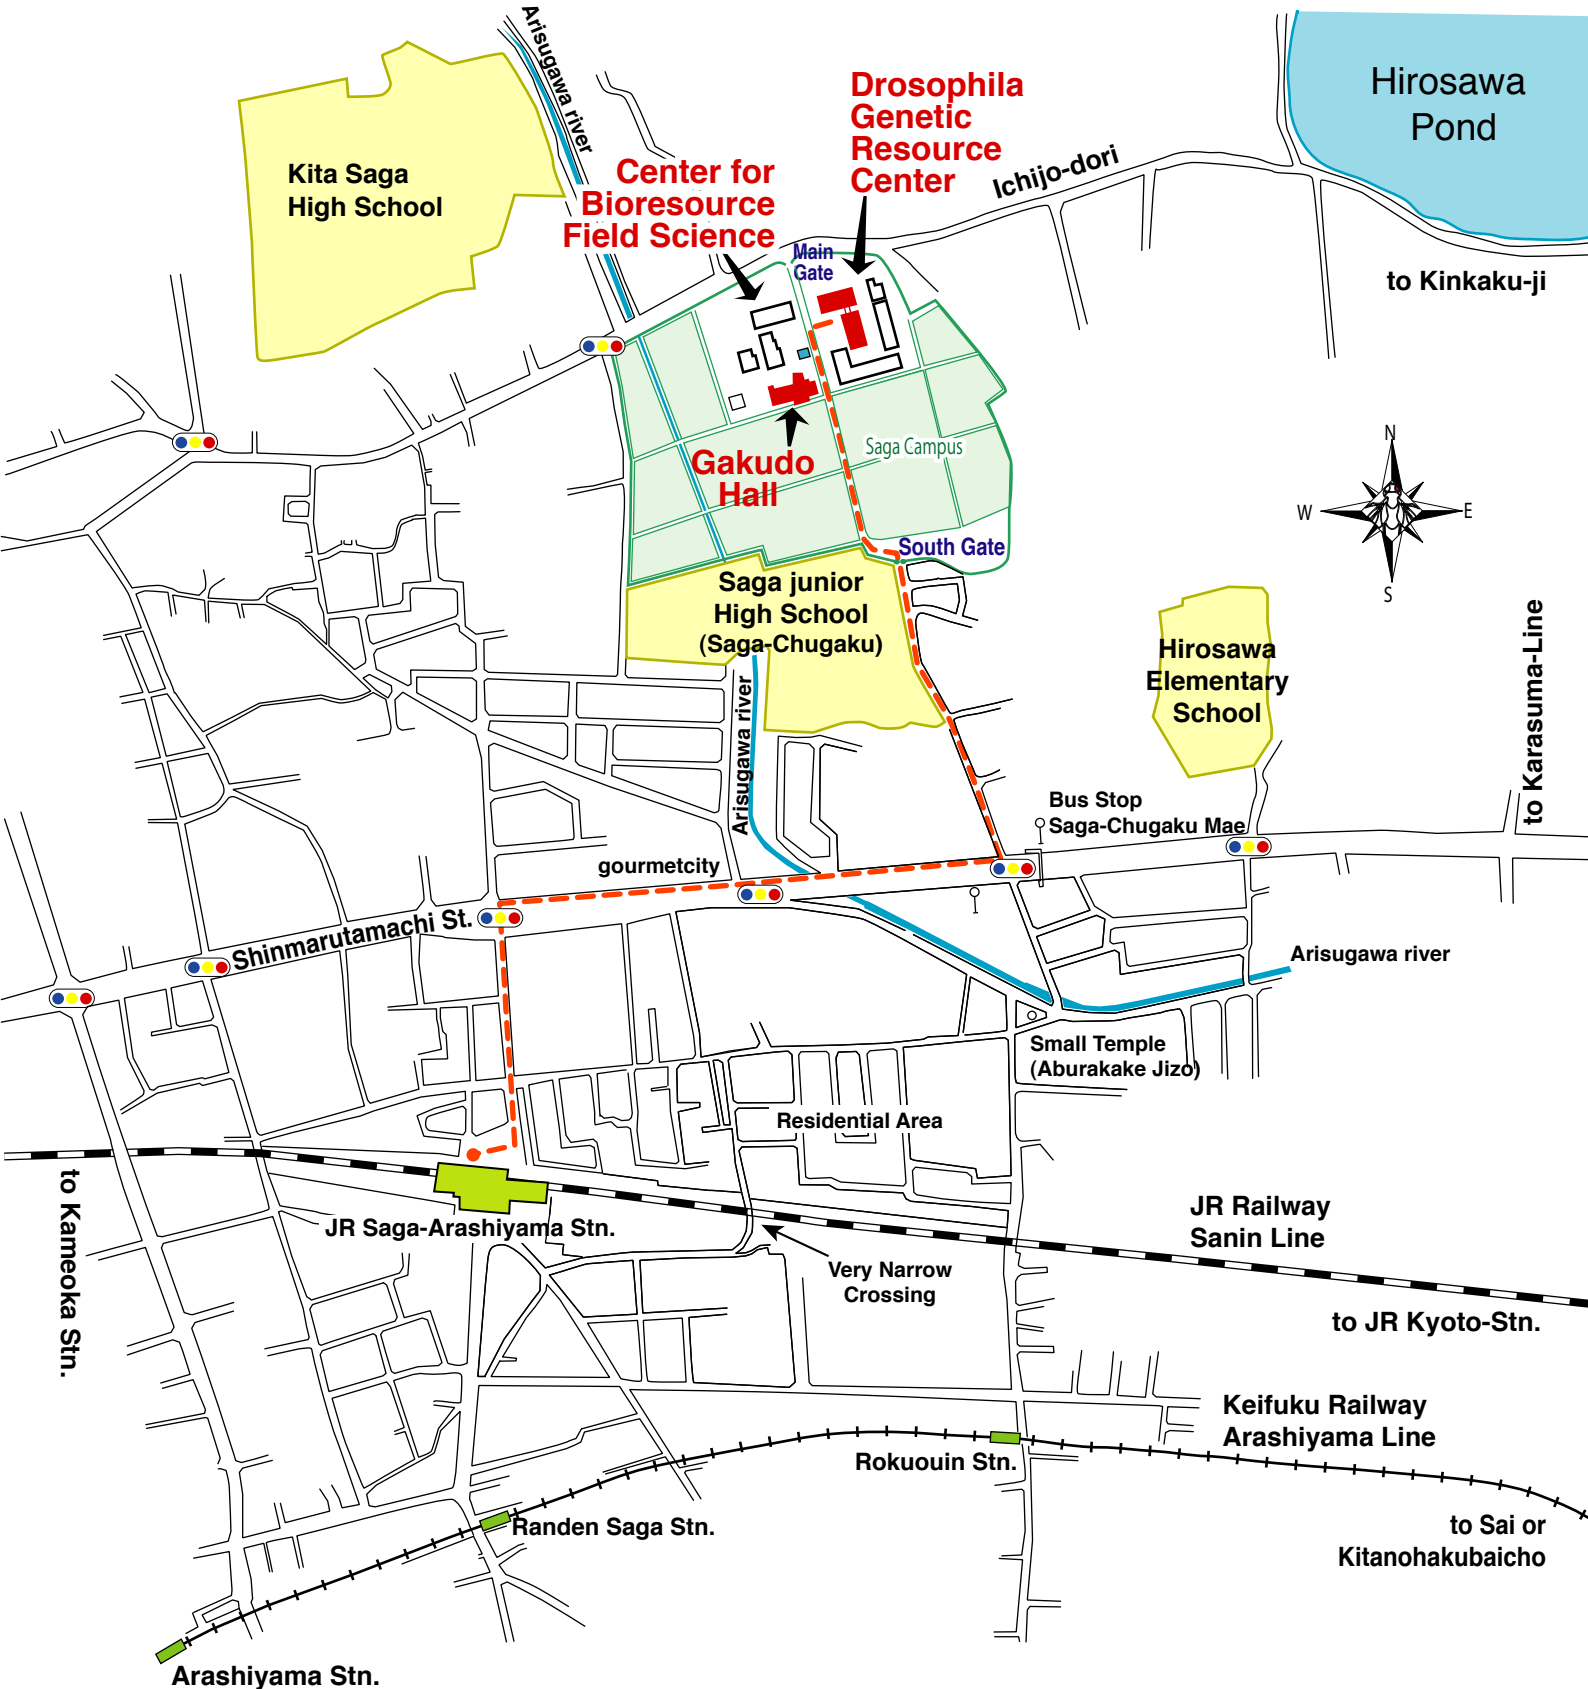 Arisugawa river
Hirosawa
Pond
Drosophila
Genetic
Resource
Center
Ichijo-dori
Kita Saga
High School
Center for
Bioresource
Field Science
Main
Gate
to Kinkaku-ji
Saga Campus
Gakudo
Hall
N
W
E
S
South Gate
Saga junior
High School
(Saga-Chugaku)
Hirosawa
Elementary
School
to Karasuma-Line
Arisugawa river
Bus Stop
Saga-Chugaku Mae
gourmetcity
Shinmarutamachi St.
Arisugawa river
Small Temple
(Aburakake Jizo)
Residential Area
to Kameoka Stn.
JR Saga-Arashiyama Stn.
JR Railway
Sanin Line
Very Narrow
Crossing
to JR Kyoto-Stn.
Keifuku Railway
Arashiyama Line
Rokuouin Stn.
Randen Saga Stn.
to Sai or
Kitanohakubaicho
Arashiyama Stn.